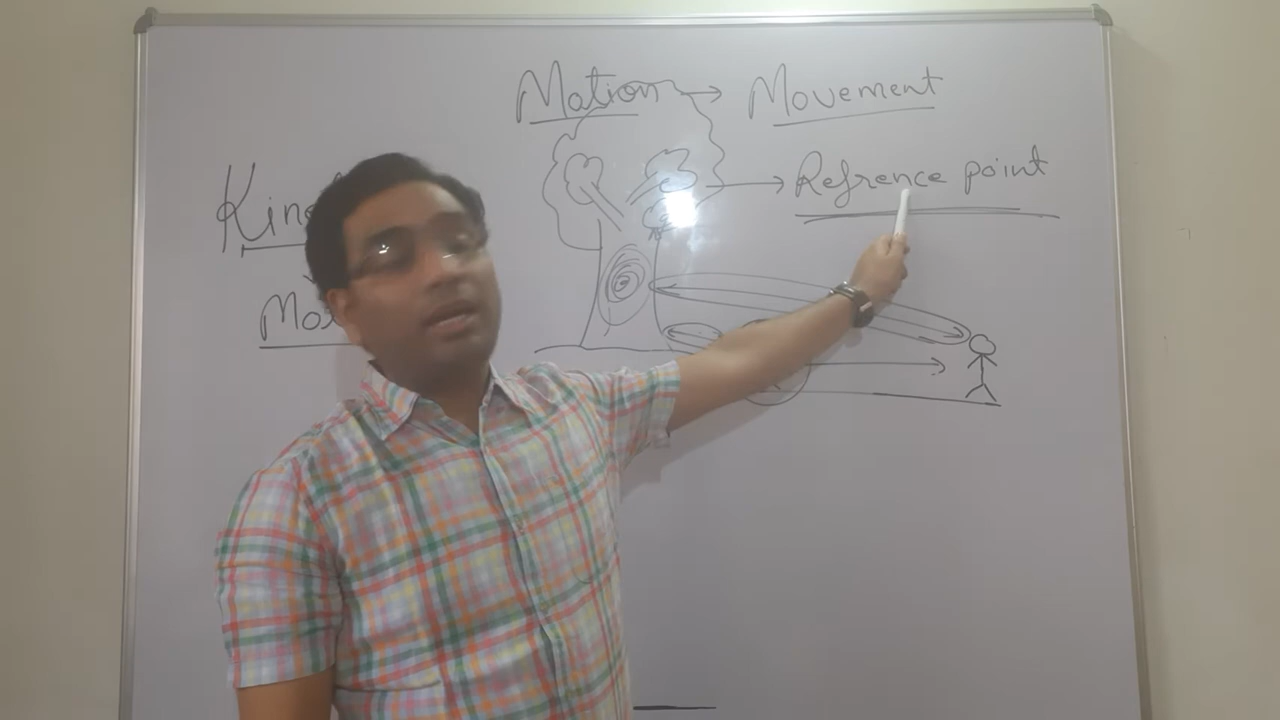 Motion → Movement
→ Refrence point